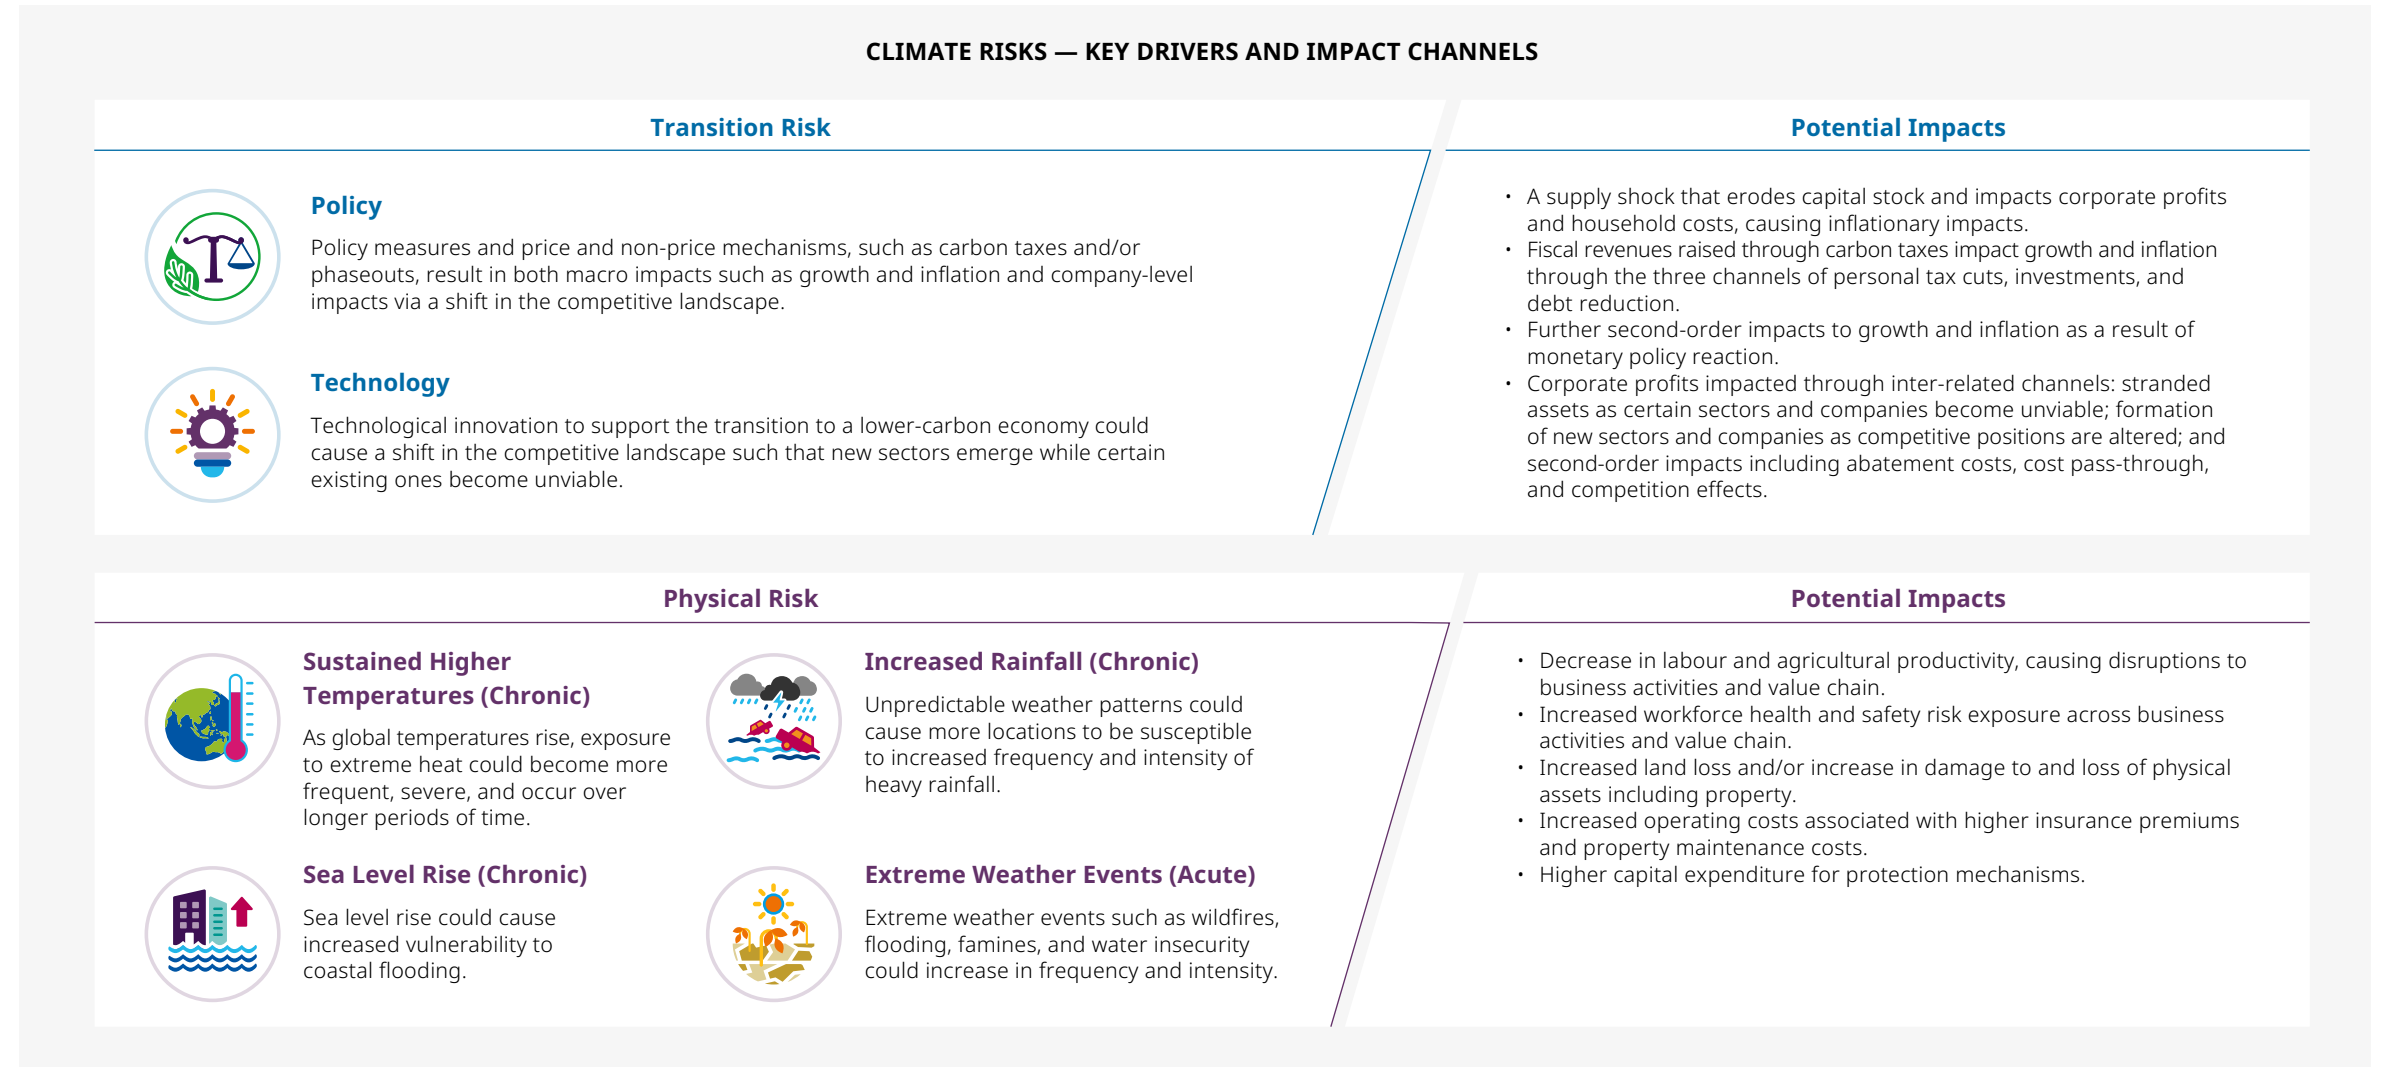 CLIMATE RISKS — KEY DRIVERS AND IMPACT CHANNELS
Transition Risk
Policy
Policy measures and price and non-price mechanisms, such as carbon taxes and/or
phaseouts, result in both macro impacts such as growth and inflation and company-level
impacts via a shift in the competitive landscape.
Technology
Technological innovation to support the transition to a lower-carbon economy could
cause a shift in the competitive landscape such that new sectors emerge while certain
existing ones become unviable.
Potential Impacts
• A supply shock that erodes capital stock and impacts corporate profits
and household costs, causing inflationary impacts.
• Fiscal revenues raised through carbon taxes impact growth and inflation
through the three channels of personal tax cuts, investments, and
debt reduction.
• Further second-order impacts to growth and inflation as a result of
monetary policy reaction.
• Corporate profits impacted through inter-related channels: stranded
assets as certain sectors and companies become unviable; formation
of new sectors and companies as competitive positions are altered; and
second-order impacts including abatement costs, cost pass-through,
and competition effects.
Physical Risk
Sustained Higher
Temperatures (Chronic)
As global temperatures rise, exposure
to extreme heat could become more
frequent, severe, and occur over
longer periods of time.
Increased Rainfall (Chronic)
Unpredictable weather patterns could
cause more locations to be susceptible
to increased frequency and intensity of
heavy rainfall.
Sea Level Rise (Chronic)
Sea level rise could cause
increased vulnerability to
coastal flooding.
Extreme Weather Events (Acute)
Extreme weather events such as wildfires,
flooding, famines, and water insecurity
could increase in frequency and intensity.
Potential Impacts
• Decrease in labour and agricultural productivity, causing disruptions to
business activities and value chain.
• Increased workforce health and safety risk exposure across business
activities and value chain.
• Increased land loss and/or increase in damage to and loss of physical
assets including property.
• Increased operating costs associated with higher insurance premiums
and property maintenance costs.
• Higher capital expenditure for protection mechanisms.